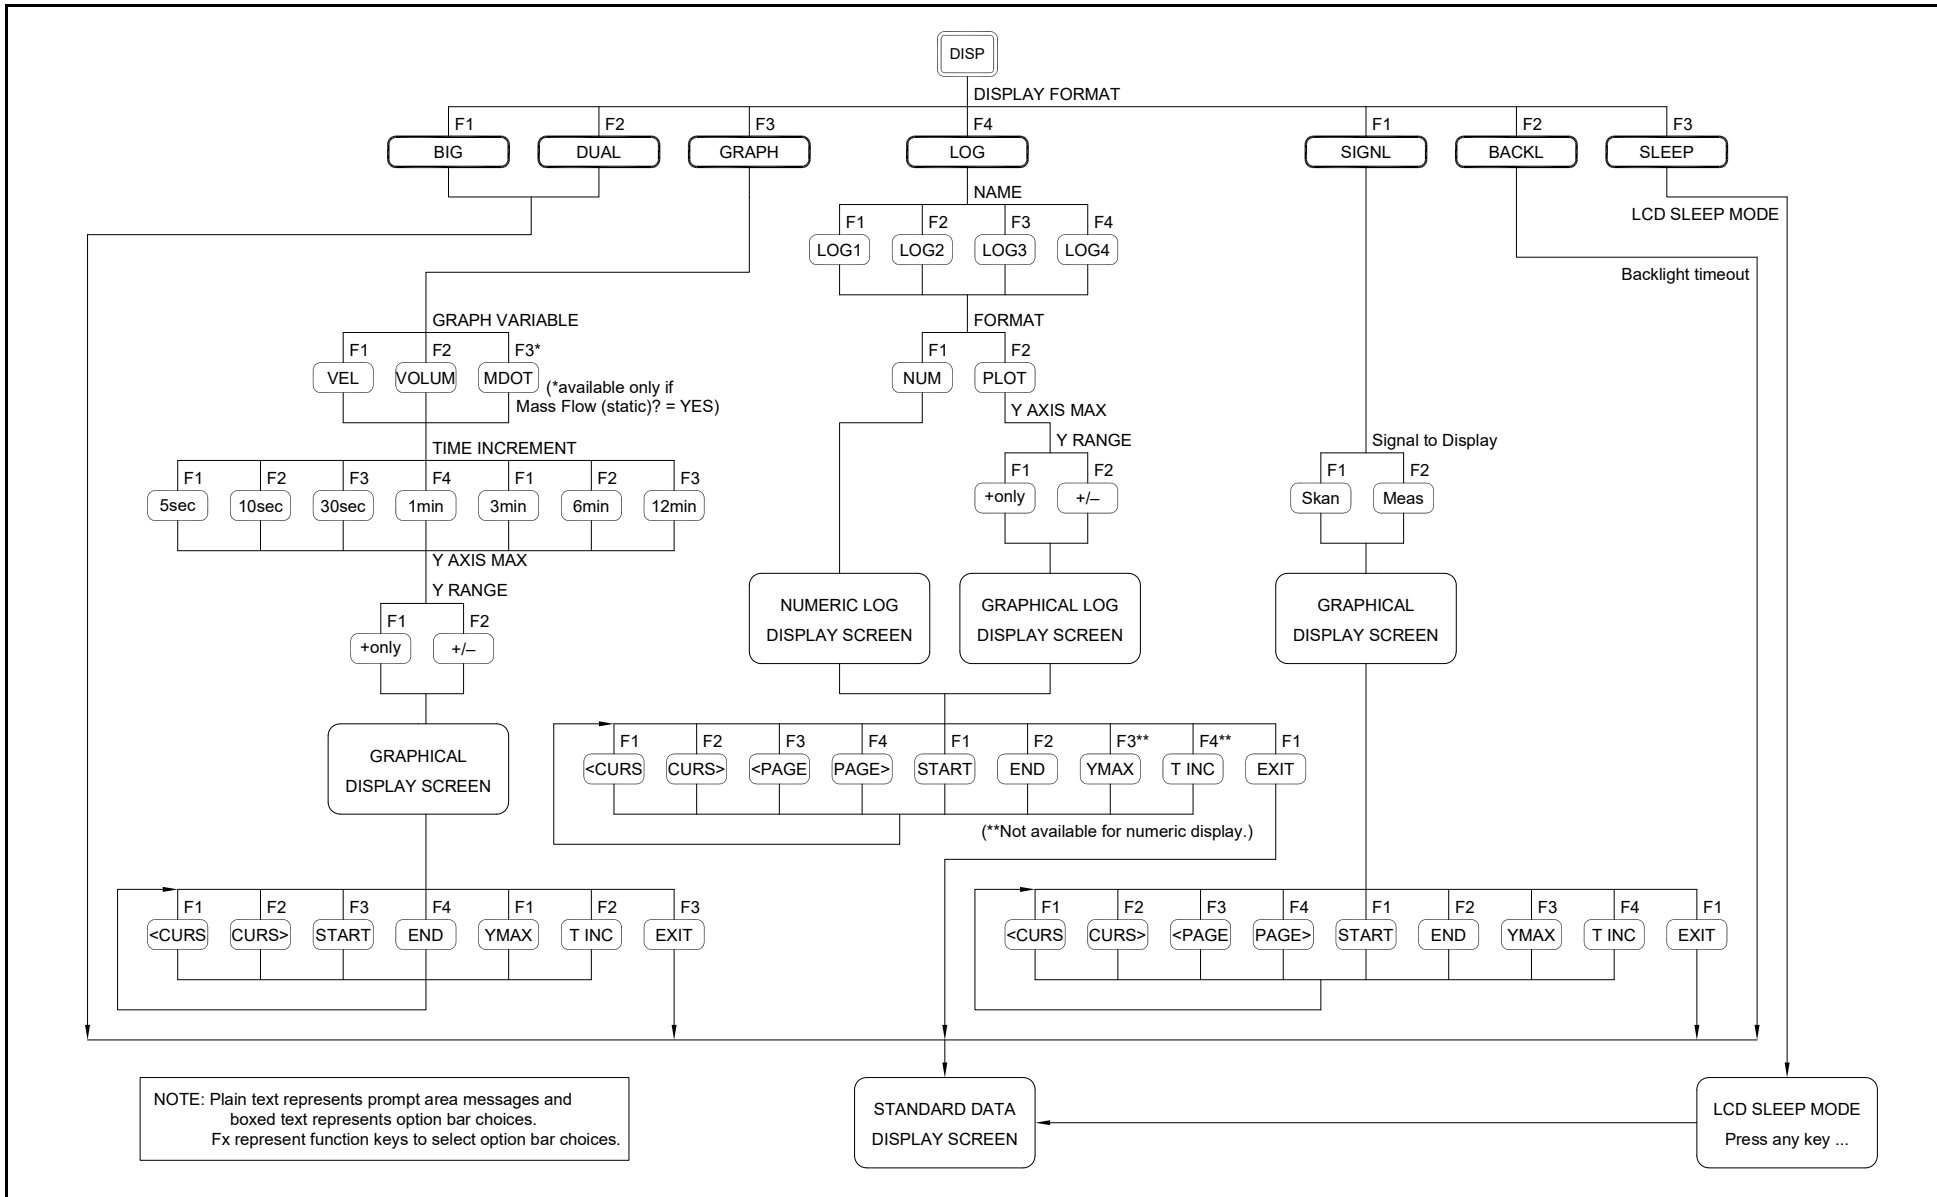 DISP
DISPLAY FORMAT
F1 F2 F3 F4 F1 F2 F3
BIG DUAL GRAPH LOG SIGNL BACKL SLEEP
NAME
LCD SLEEP MODE
F1 F2 F3 F4
LOG1 LOG2 LOG3 LOG4
Backlight timeout
GRAPH VARIABLE
FORMAT
F1 F2 F3*
VEL VOLUM MDOT
(*available only if
Mass Flow (static)? = YES)
F1 F2
NUM PLOT
Y AXIS MAX
Y RANGE
F1 F2
+only +/–
Signal to Display
F1 F2
Skan Meas
TIME INCREMENT
F1 F2 F3 F4 F1 F2 F3
5sec 10sec 30sec 1min 3min 6min 12min
Y AXIS MAX
Y RANGE
F1 F2
+only +/–
NUMERIC LOG
DISPLAY SCREEN
GRAPHICAL LOG
DISPLAY SCREEN
GRAPHICAL
DISPLAY SCREEN
GRAPHICAL
DISPLAY SCREEN
F1 F2 F3 F4 F1 F2 F3** F4** F1
<CURS CURS> <PAGE PAGE> START END YMAX T INC EXIT
(**Not available for numeric display.)
F1 F2 F3 F4 F1 F2 F3
<CURS CURS> START END YMAX T INC EXIT
F1 F2 F3 F4 F1 F2 F3 F4 F1
<CURS CURS> <PAGE PAGE> START END YMAX T INC EXIT
NOTE: Plain text represents prompt area messages and
boxed text represents option bar choices.
Fx represent function keys to select option bar choices.
STANDARD DATA
DISPLAY SCREEN
LCD SLEEP MODE
Press any key ...